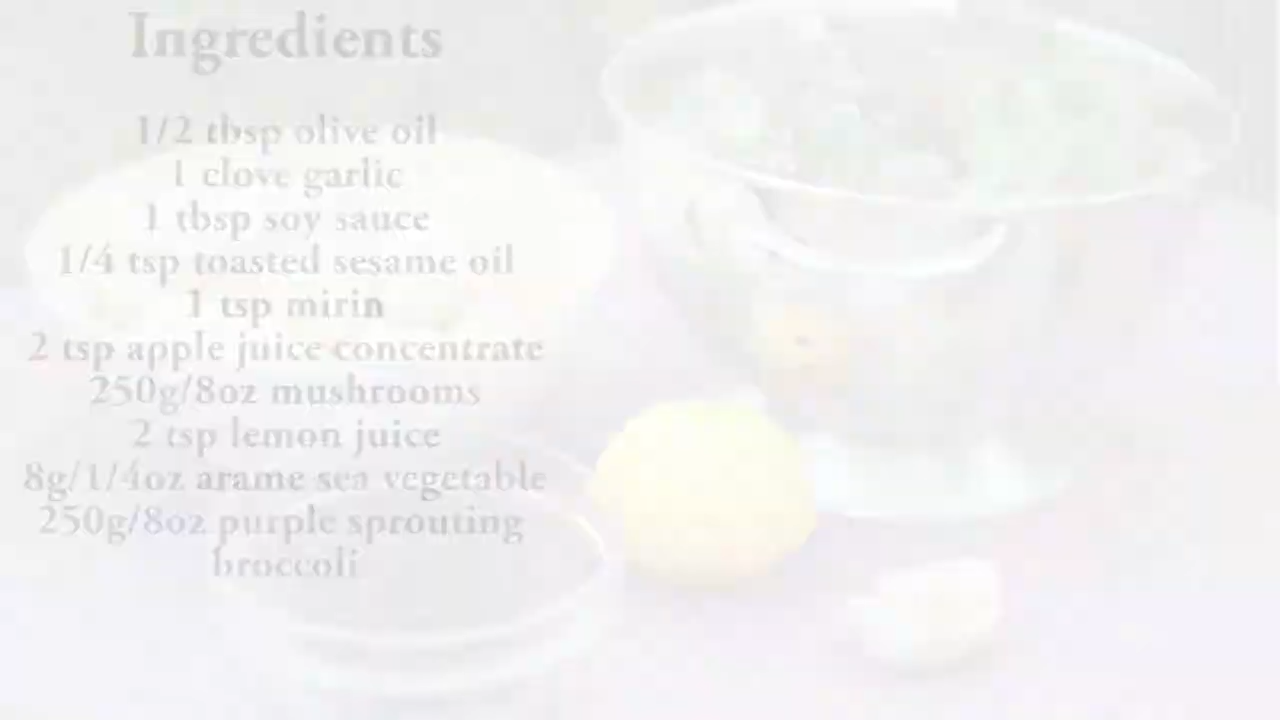 Ingredients
1/2 tbsp olive oil
1 clove garlic
1 tbsp soy sauce
1/4 tsp toasted sesame oil
1 tsp mirin
2 tsp apple juice concentrate
250g/8oz mushrooms
2 tsp lemon juice
8g/1/4oz arame sea vegetable
250g/8oz purple sprouting
broccoli